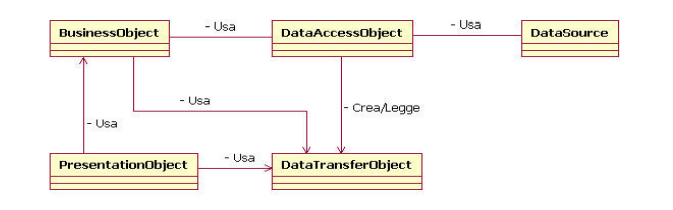 - Usa - Usa
BusinessObject DataAccessObject DataSource
- Usa - Crea/Legge
- Usa
PresentationObject - Usa DataTransferObject